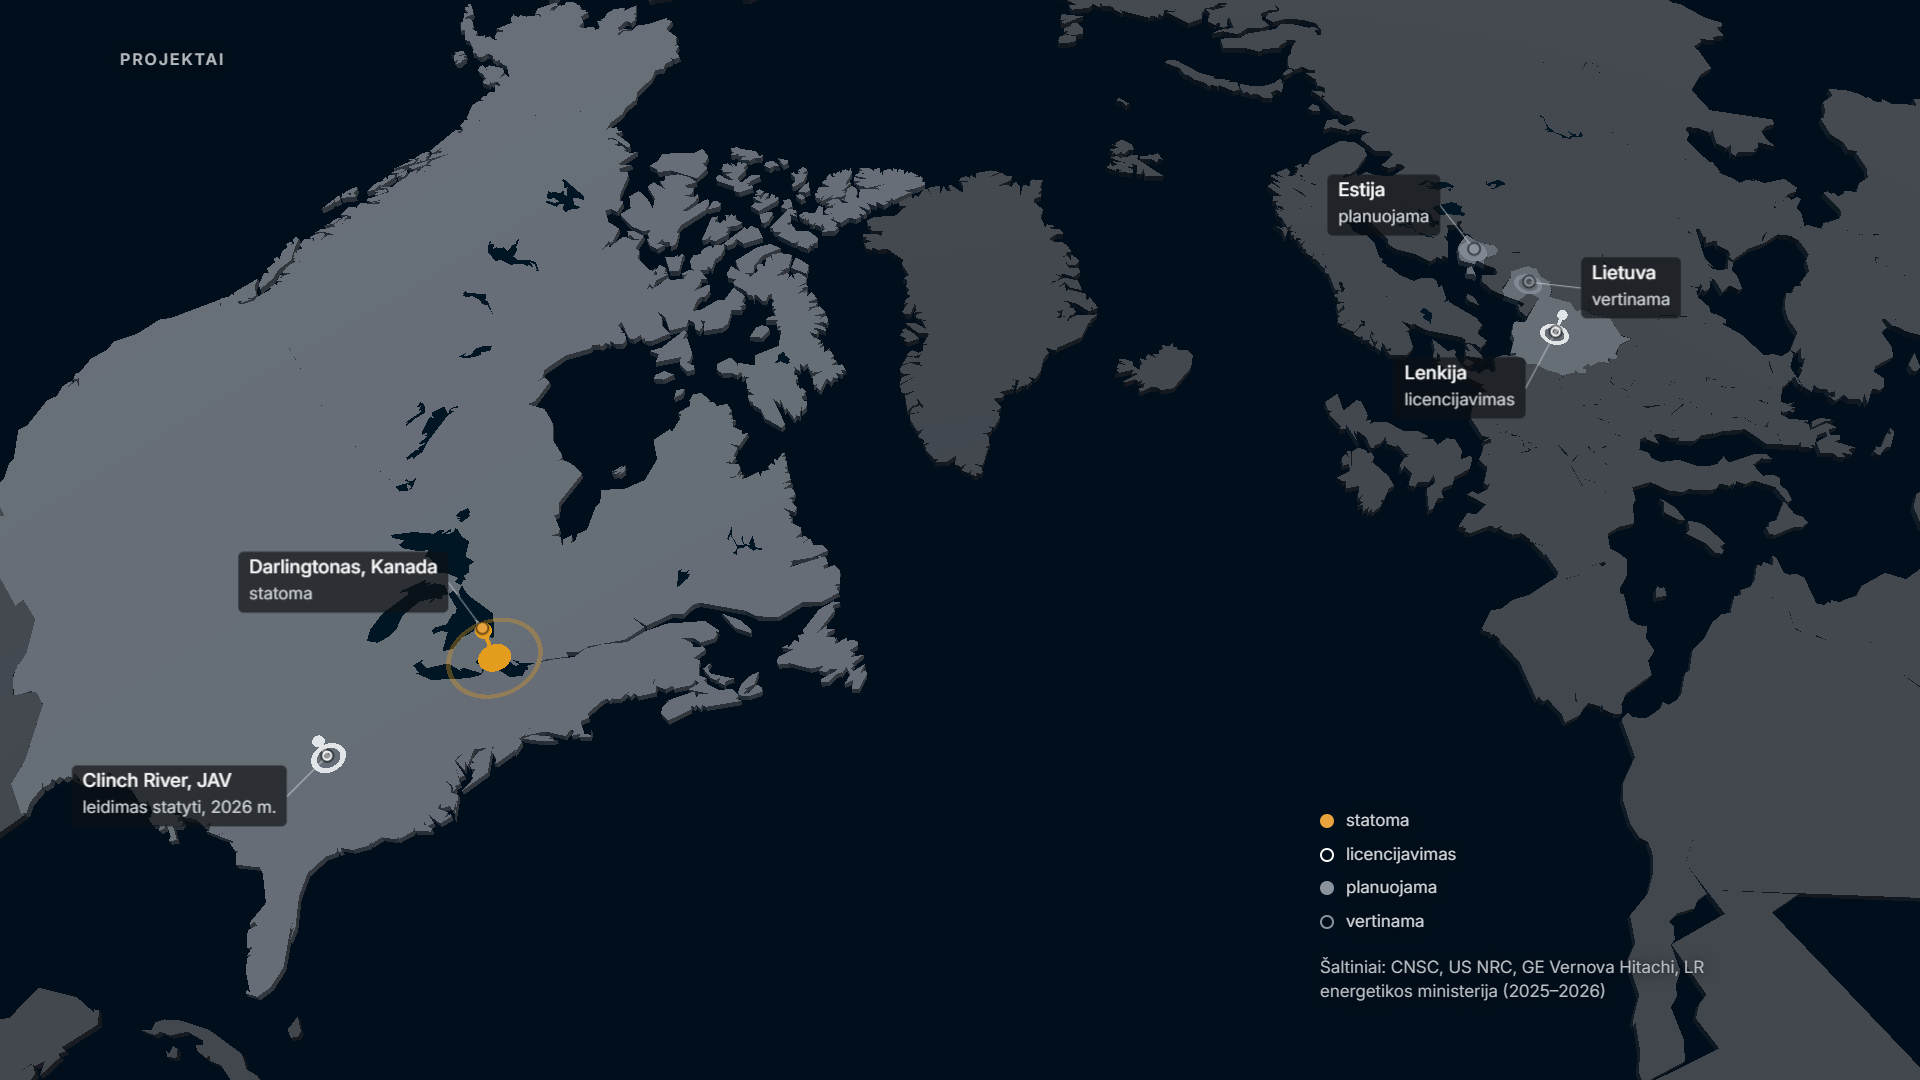 PROJEKTAI
Estija
planuojama
Lietuva
vertinama
Lenkija
licencijavimas
Darlingtonas, Kanada
statoma
Clinch River, JAV
leidimas statyti, 2026 m.
statoma
licencijavimas
planuojama
vertinama
Šaltiniai: CNSC, US NRC, GE Vernova Hitachi, LR
energetikos ministerija (2025–2026)